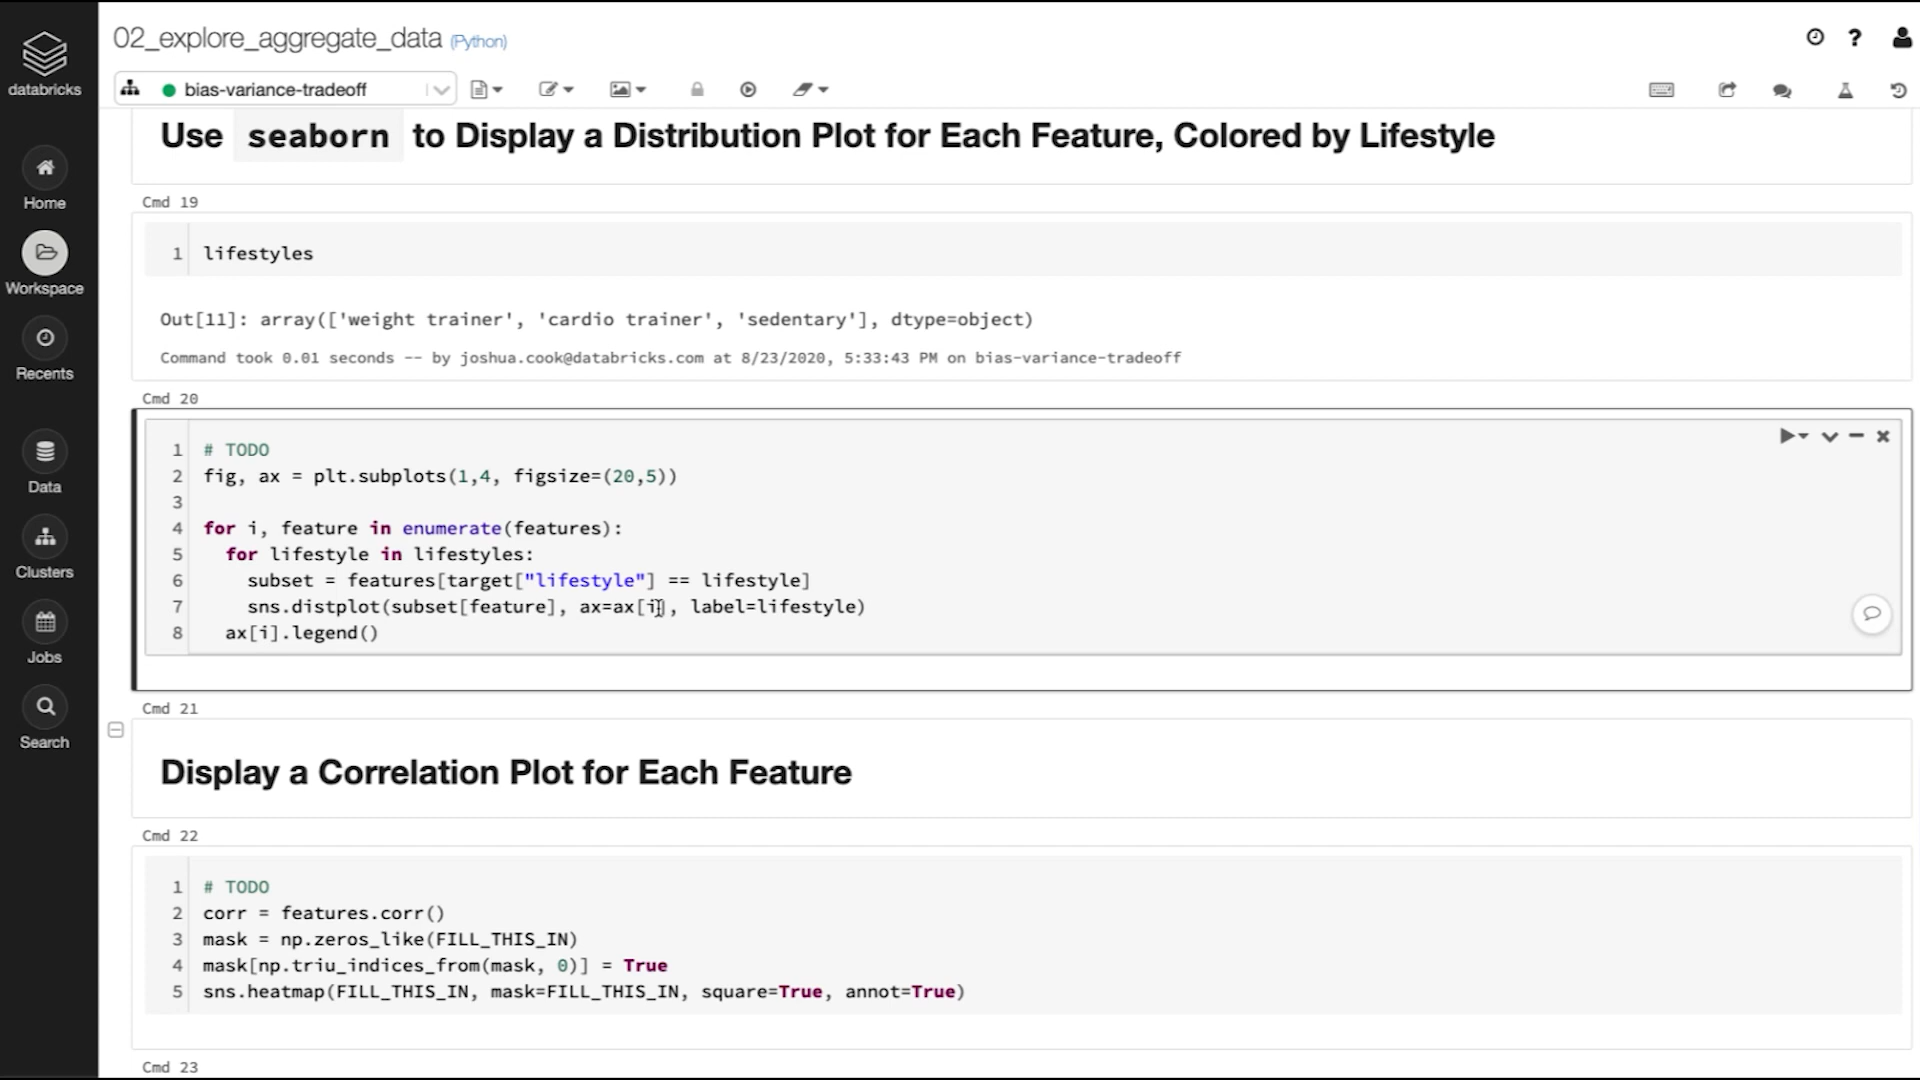 02_explore_aggregate_data (Python)
databricks
bias-variance-tradeoff
Use seaborn to Display a Distribution Plot for Each Feature, Colored by Lifestyle
Home
Workspace
Recents
Data
Clusters
Jobs
Search
Cmd 19
1 lifestyles
Out[11]: array(['weight trainer', 'cardio trainer', 'sedentary'], dtype=object)
Command took 0.01 seconds -- by joshua.cook@databricks.com at 8/23/2020, 5:33:43 PM on bias-variance-tradeoff
Cmd 20
1 # TODO
2 fig, ax = plt.subplots(1,4, figsize=(20,5))
3
4 for i, feature in enumerate(features):
5 for lifestyle in lifestyles:
6 subset = features[target["lifestyle"] == lifestyle]
7 sns.distplot(subset[feature], ax=ax[i], label=lifestyle)
8 ax[i].legend()
Cmd 21
Display a Correlation Plot for Each Feature
Cmd 22
1 # TODO
2 corr = features.corr()
3 mask = np.zeros_like(FILL_THIS_IN)
4 mask[np.triu_indices_from(mask, 0)] = True
5 sns.heatmap(FILL_THIS_IN, mask=FILL_THIS_IN, square=True, annot=True)
Cmd 23